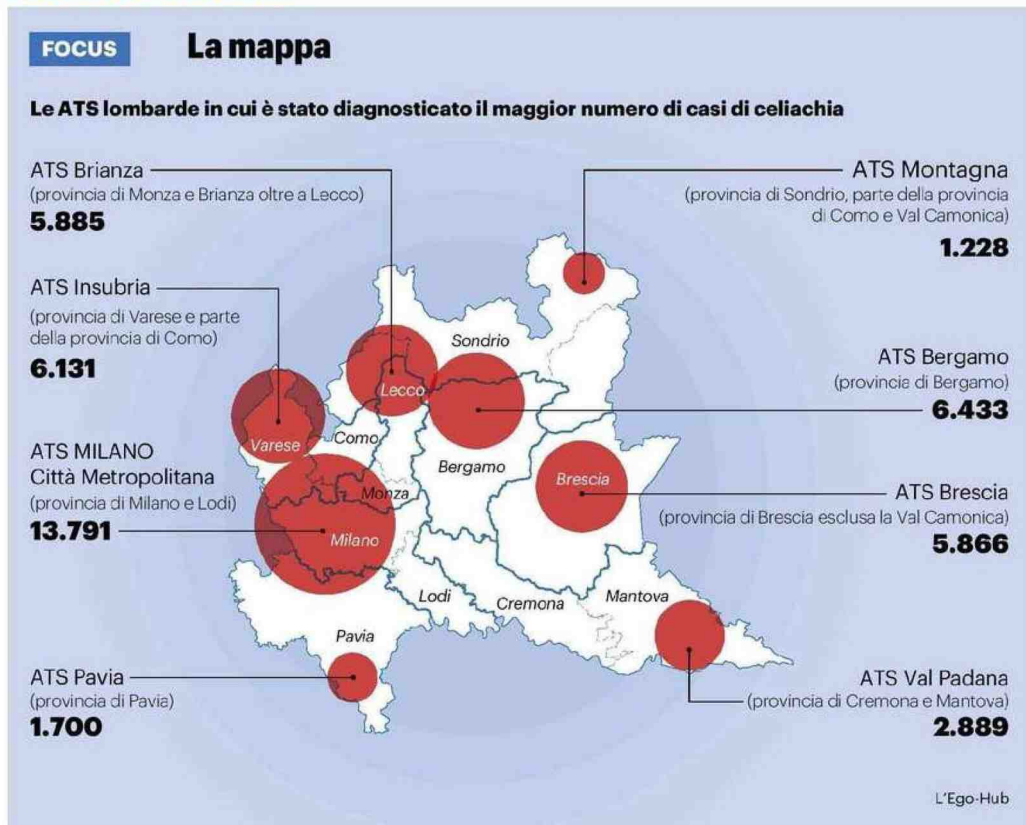 FOCUS
La mappa
Le ATS lombarde in cui è stato diagnosticato il maggior numero di casi di celiachia
ATS Brianza
(provincia di Monza e Brianza oltre a Lecco)
5.885
ATS Insubria
(provincia di Varese e parte
della provincia di Como)
6.131
ATS MILANO
Città Metropolitana
(provincia di Milano e Lodi)
13.791
ATS Pavia
(provincia di Pavia)
1.700
Sondrio
Lecco
Varese
Como
Bergamo
Monza
Brescia
Milano
Lodi
Cremona
Mantova
Pavia
ATS Montagna
(provincia di Sondrio, parte della provincia
di Como e Val Camonica)
1.228
ATS Bergamo
(provincia di Bergamo)
6.433
ATS Brescia
(provincia di Brescia esclusa la Val Camonica)
5.866
ATS Val Padana
(provincia di Cremona e Mantova)
2.889
L'Ego-Hub